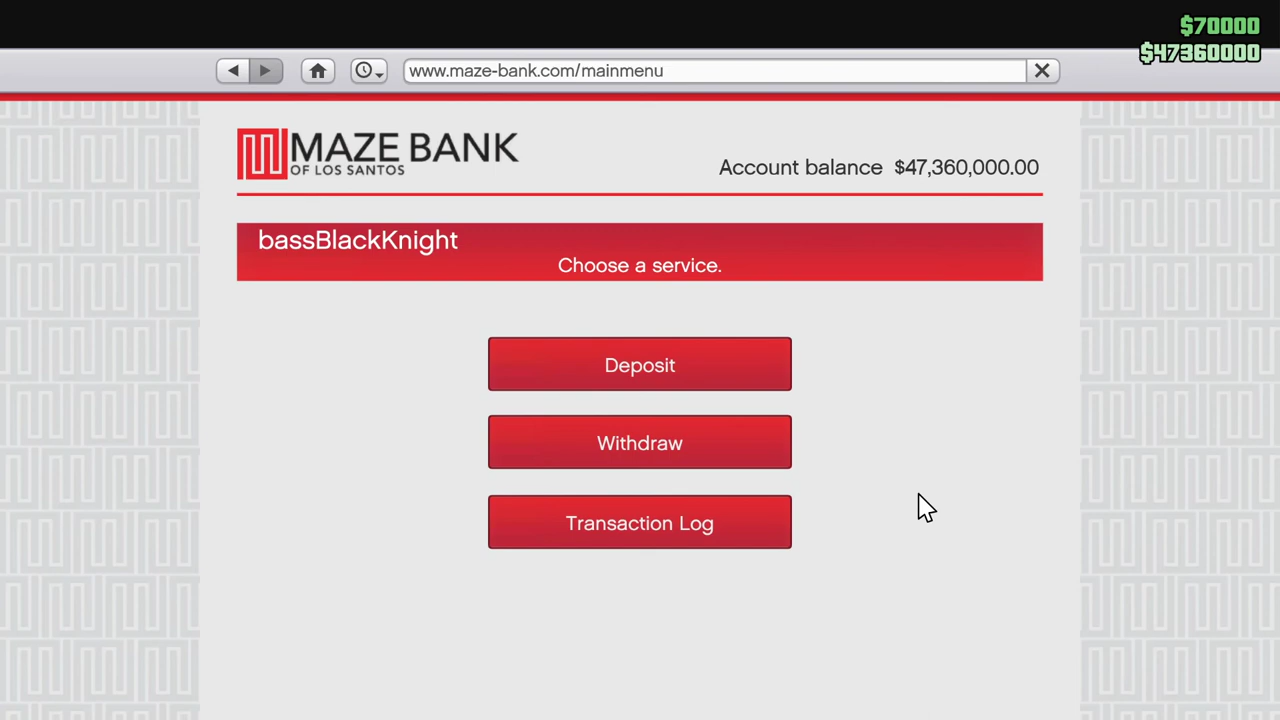 $70000
$47360000
www.maze-bank.com/mainmenu
MAZE BANK
OF LOS SANTOS
Account balance $47,360,000.00
bassBlackKnight
Choose a service.
Deposit
Withdraw
Transaction Log